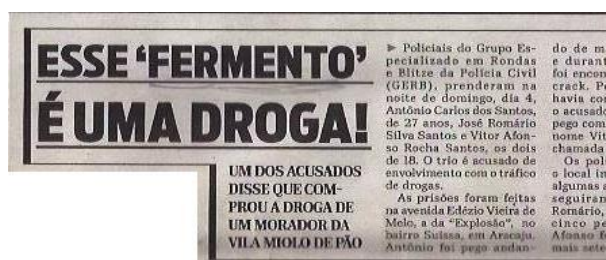 ESSE 'FERMENTO'
É UMA DROGA!
UM DOS ACUSADOS
DISSE QUE COM-
PROU A DROGA DE
UM MORADOR DA
VILA MIOLO DE PÃO
► Policiais do Grupo Es-
pecializado em Rondas
e Blitze da Polícia Civil
(GERB), prenderam na
noite de domingo, dia 4,
Antônio Carlos dos Santos,
de 27 anos, José Romário
Silva Santos e Vitor Afon-
so Rocha Santos, os dois
de 18. O trio é acusado de
envolvimento com o tráfico
de drogas.
As prisões foram feitas
na avenida Edézio Vieira de
Melo, a da "Explosão", no
bairro Suissa, em Aracaju.
Antônio foi pego andan-
do de m
e durant
foi encon
crack. Po
havia co
o acusado
pego com
nome Vit
chamada
Os pol
o local in
algumas a
seguiran
Romário,
cinco pe
Afonso f
mais sete